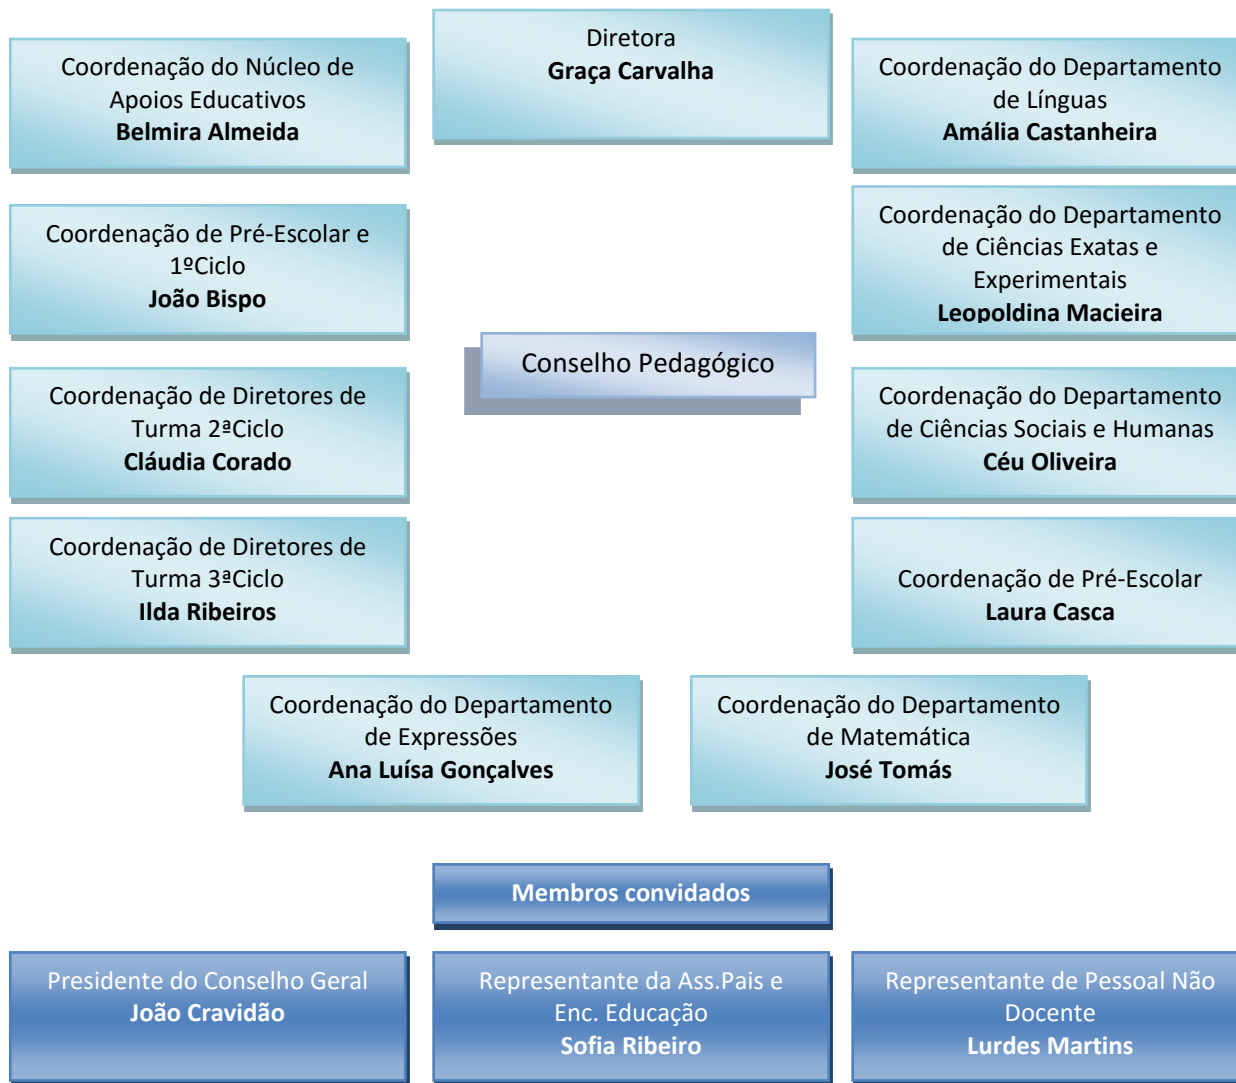 Diretora
Graça Carvalha
Coordenação do Núcleo de
Apoios Educativos
Belmira Almeida
Coordenação do Departamento
de Línguas
Amália Castanheira
Coordenação de Pré-Escolar e
1ºCiclo
João Bispo
Coordenação do Departamento
de Ciências Exatas e
Experimentais
Leopoldina Macieira
Conselho Pedagógico
Coordenação de Diretores de
Turma 2ªCiclo
Cláudia Corado
Coordenação do Departamento
de Ciências Sociais e Humanas
Céu Oliveira
Coordenação de Diretores de
Turma 3ªCiclo
Ilda Ribeiros
Coordenação de Pré-Escolar
Laura Casca
Coordenação do Departamento
de Expressões
Ana Luísa Gonçalves
Coordenação do Departamento
de Matemática
José Tomás
Membros convidados
Presidente do Conselho Geral
João Cravidão
Representante da Ass.Pais e
Enc. Educação
Sofia Ribeiro
Representante de Pessoal Não
Docente
Lurdes Martins